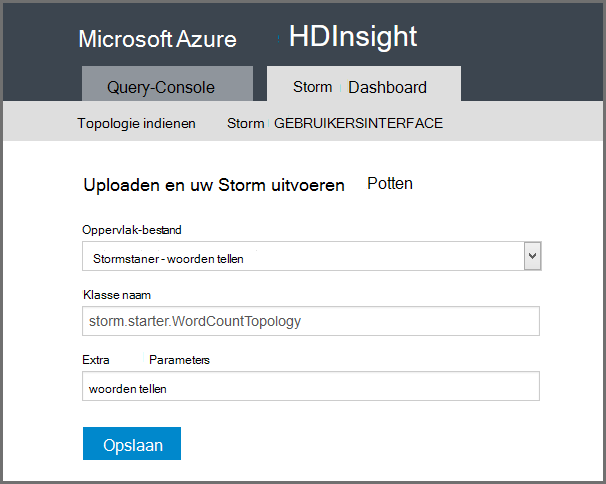 Microsoft Azure HDInsight
Query-Console Storm Dashboard
Topologie indienen Storm GEBRUIKERSINTERFACE
Uploaden en uw Storm uitvoeren Potten
Oppervlak-bestand
Stormstaner - woorden tellen
Klasse naam
storm.starter.WordCountTopology
Extra Parameters
woorden tellen
Opslaan